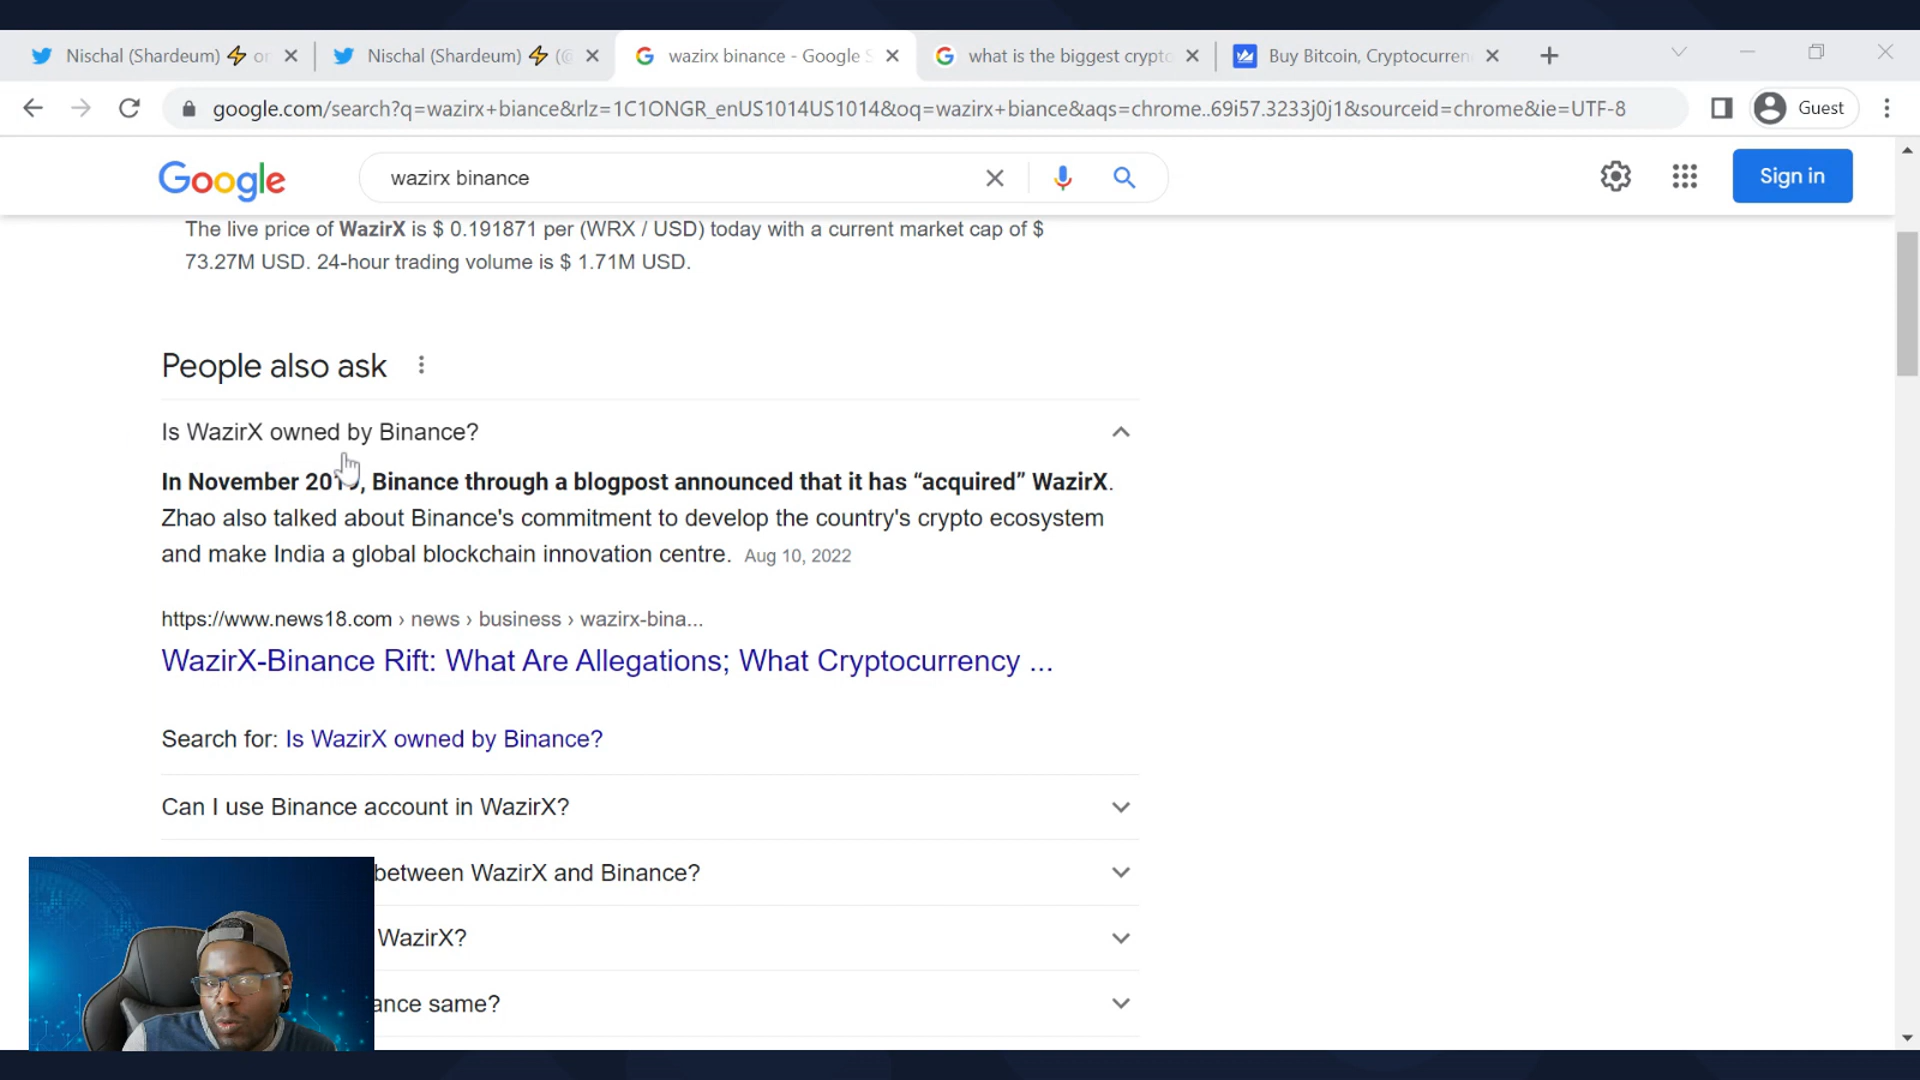 Nischal (Shardeum) ⚡ or
Nischal (Shardeum) ⚡ (@
wazirx binance - Google S
what is the biggest crypto
Buy Bitcoin, Cryptocurren
google.com/search?q=wazirx+biance&rlz=1C1ONGR_enUS1014US1014&oq=wazirx+biance&aqs=chrome..69i57.3233j0j1&sourceid=chrome&ie=UTF-8
Guest
Google
wazirx binance
Sign in
The live price of WazirX is $ 0.191871 per (WRX / USD) today with a current market cap of $
73.27M USD. 24-hour trading volume is $ 1.71M USD.
People also ask
Is WazirX owned by Binance?
In November 2019, Binance through a blogpost announced that it has “acquired” WazirX.
Zhao also talked about Binance's commitment to develop the country's crypto ecosystem
and make India a global blockchain innovation centre. Aug 10, 2022
https://www.news18.com › news › business › wazirx-bina...
WazirX-Binance Rift: What Are Allegations; What Cryptocurrency ...
Search for: Is WazirX owned by Binance?
Can I use Binance account in WazirX?
between WazirX and Binance?
WazirX?
ance same?